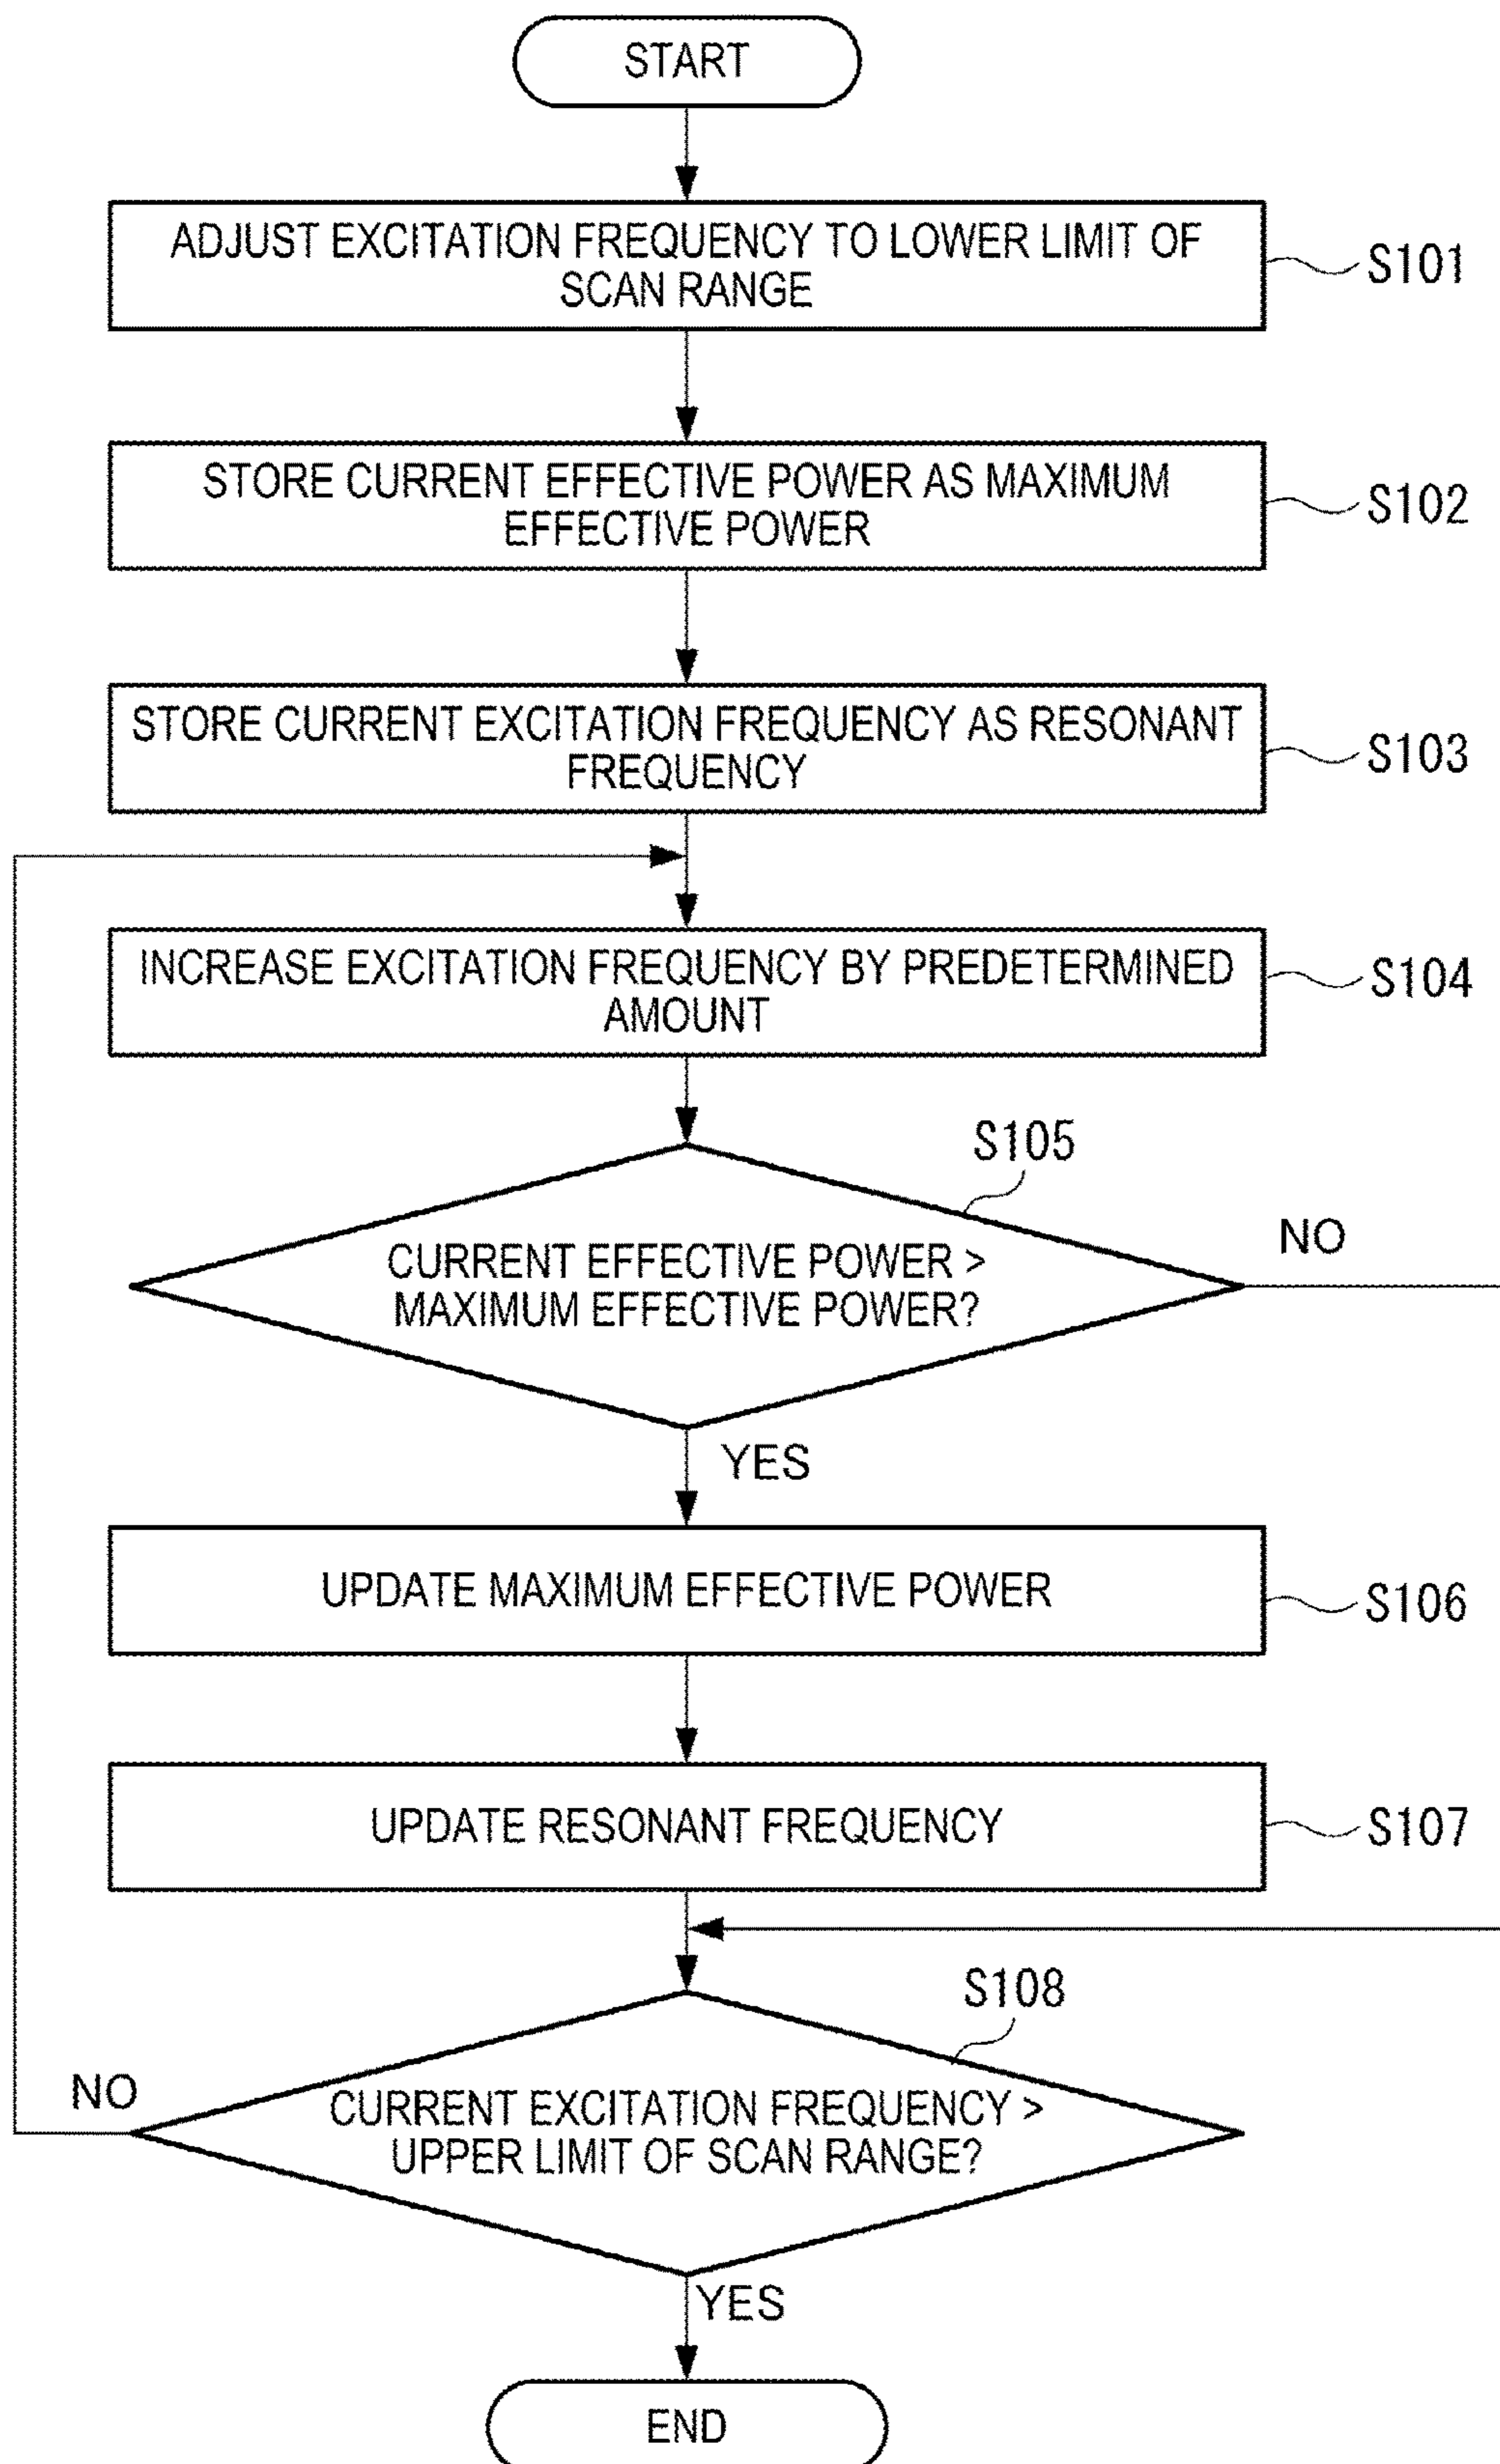 START
ADJUST EXCITATION FREQUENCY TO LOWER LIMIT OF
SCAN RANGE
S101
STORE CURRENT EFFECTIVE POWER AS MAXIMUM
EFFECTIVE POWER
S102
STORE CURRENT EXCITATION FREQUENCY AS RESONANT
FREQUENCY
S103
INCREASE EXCITATION FREQUENCY BY PREDETERMINED
AMOUNT
S104
S105
CURRENT EFFECTIVE POWER >
MAXIMUM EFFECTIVE POWER?
NO
YES
UPDATE MAXIMUM EFFECTIVE POWER
S106
UPDATE RESONANT FREQUENCY
S107
S108
NO
CURRENT EXCITATION FREQUENCY >
UPPER LIMIT OF SCAN RANGE?
YES
END